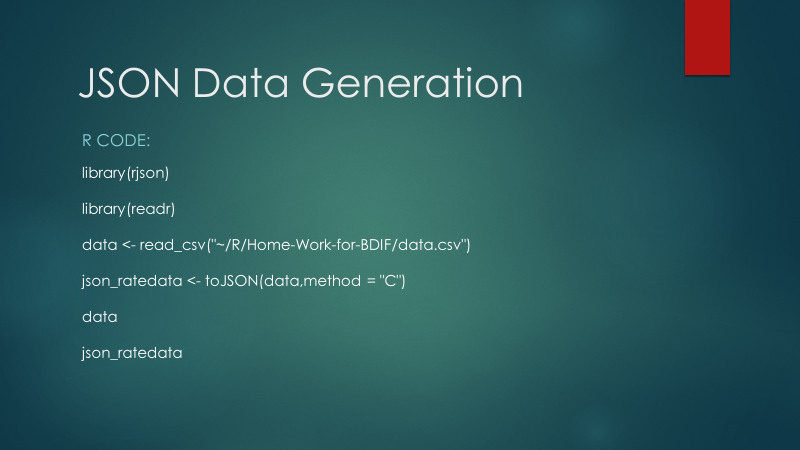 JSON Data Generation
R CODE:
library(rjson)
library(readr)
data <- read_csv("~/R/Home-Work-for-BDIF/data.csv")
json_ratedata <- toJSON(data,method = "C")
data
json_ratedata